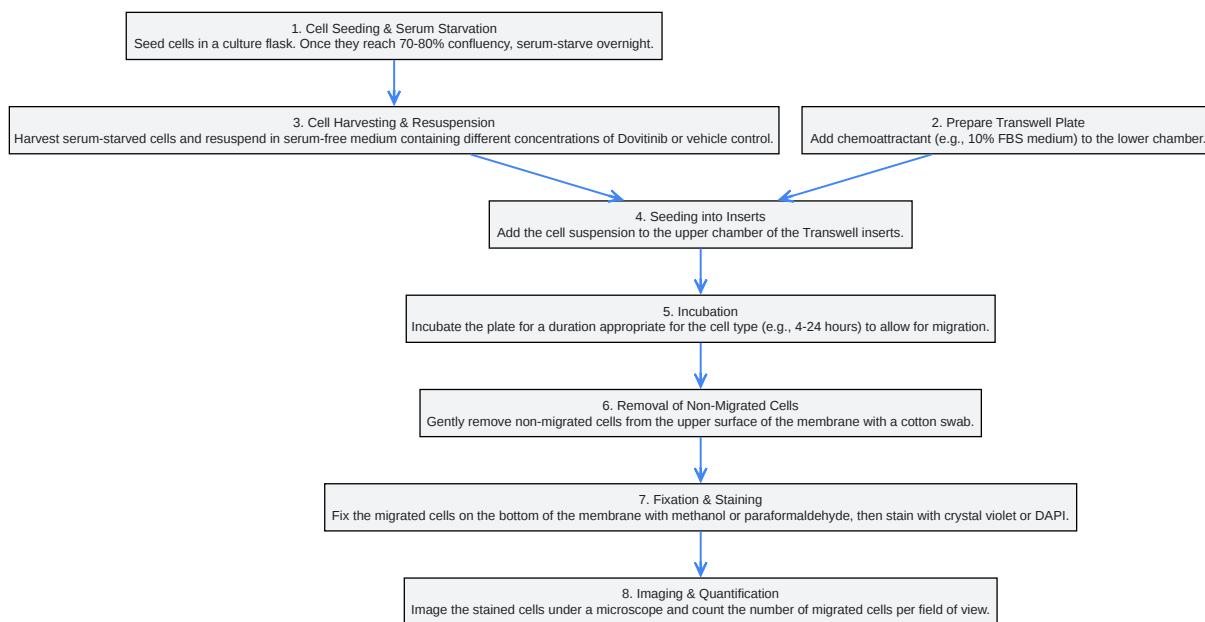 1. Cell Seeding & Serum Starvation
Seed cells in a culture flask. Once they reach 70-80% confluency, serum-starve overnight.
3. Cell Harvesting & Resuspension
Harvest serum-starved cells and resuspend in serum-free medium containing different concentrations of Dovitinib or vehicle control.
2. Prepare Transwell Plate
Add chemoattractant (e.g., 10% FBS medium) to the lower chamber.
4. Seeding into Inserts
Add the cell suspension to the upper chamber of the Transwell inserts.
5. Incubation
Incubate the plate for a duration appropriate for the cell type (e.g., 4-24 hours) to allow for migration.
6. Removal of Non-Migrated Cells
Gently remove non-migrated cells from the upper surface of the membrane with a cotton swab.
7. Fixation & Staining
Fix the migrated cells on the bottom of the membrane with methanol or paraformaldehyde, then stain with crystal violet or DAPI.
8. Imaging & Quantification
Image the stained cells under a microscope and count the number of migrated cells per field of view.